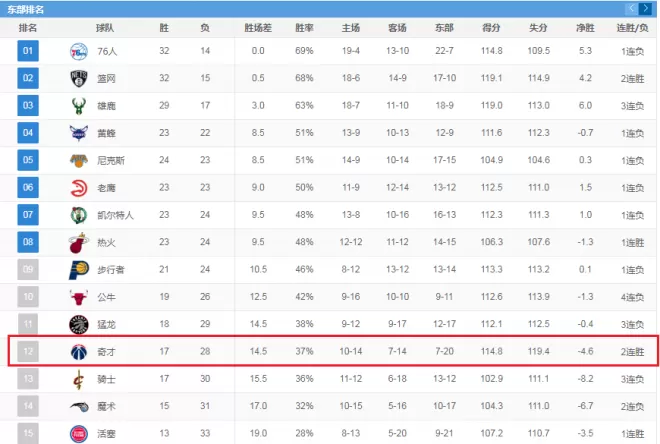 东部排名
排名 球队 胜 负 胜场差 胜率 主场 客场 东部 得分 失分 净胜 连胜/负
01 76人 32 14 0.0 69% 19-4 13-10 22-7 114.8 109.5 5.3 1连负
02 篮网 32 15 0.5 68% 18-6 14-9 17-10 119.1 114.9 4.2 2连胜
03 雄鹿 29 17 3.0 63% 18-7 11-10 18-9 119.0 113.0 6.0 3连负
04 黄蜂 23 22 8.5 51% 13-9 10-13 12-9 111.6 112.3 -0.7 1连负
05 尼克斯 24 23 8.5 51% 14-9 10-14 17-15 104.9 104.6 0.3 1连负
06 老鹰 23 23 9.0 50% 11-9 12-14 13-12 112.5 111.0 1.5 1连负
07 凯尔特人 23 24 9.5 48% 13-8 10-16 16-13 112.3 111.3 1.0 1连负
08 热火 23 24 9.5 48% 12-12 11-12 14-15 106.3 107.6 -1.3 1连胜
09 步行者 21 24 10.5 46% 8-12 13-12 13-14 113.3 113.2 0.1 1连负
10 公牛 19 26 12.5 42% 9-16 10-10 9-11 112.6 113.9 -1.3 4连负
11 猛龙 18 29 14.5 38% 9-12 9-17 12-17 112.1 112.5 -0.4 3连负
12 奇才 17 28 14.5 37% 10-14 7-14 7-20 114.8 119.4 -4.6 2连胜
13 骑士 17 30 15.5 36% 11-12 6-18 13-12 102.9 111.1 -8.2 3连负
14 魔术 15 31 17.0 32% 10-15 5-16 10-17 104.3 111.0 -6.7 2连负
15 活塞 13 33 19.0 28% 8-13 5-20 9-21 107.2 110.7 -3.5 1连胜